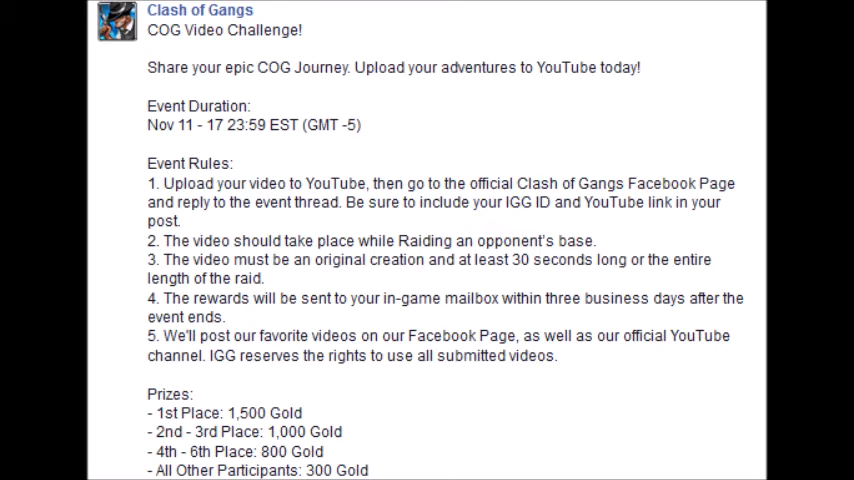 Clash of Gangs
COG Video Challenge!
Share your epic COG Journey. Upload your adventures to YouTube today!
Event Duration:
Nov 11 - 17 23:59 EST (GMT -5)
Event Rules:
1. Upload your video to YouTube, then go to the official Clash of Gangs Facebook Page
and reply to the event thread. Be sure to include your IGG ID and YouTube link in your
post.
2. The video should take place while Raiding an opponent's base.
3. The video must be an original creation and at least 30 seconds long or the entire
length of the raid.
4. The rewards will be sent to your in-game mailbox within three business days after the
event ends.
5. We'll post our favorite videos on our Facebook Page, as well as our official YouTube
channel. IGG reserves the rights to use all submitted videos.
Prizes:
- 1st Place: 1,500 Gold
- 2nd - 3rd Place: 1,000 Gold
- 4th - 6th Place: 800 Gold
- All Other Participants: 300 Gold